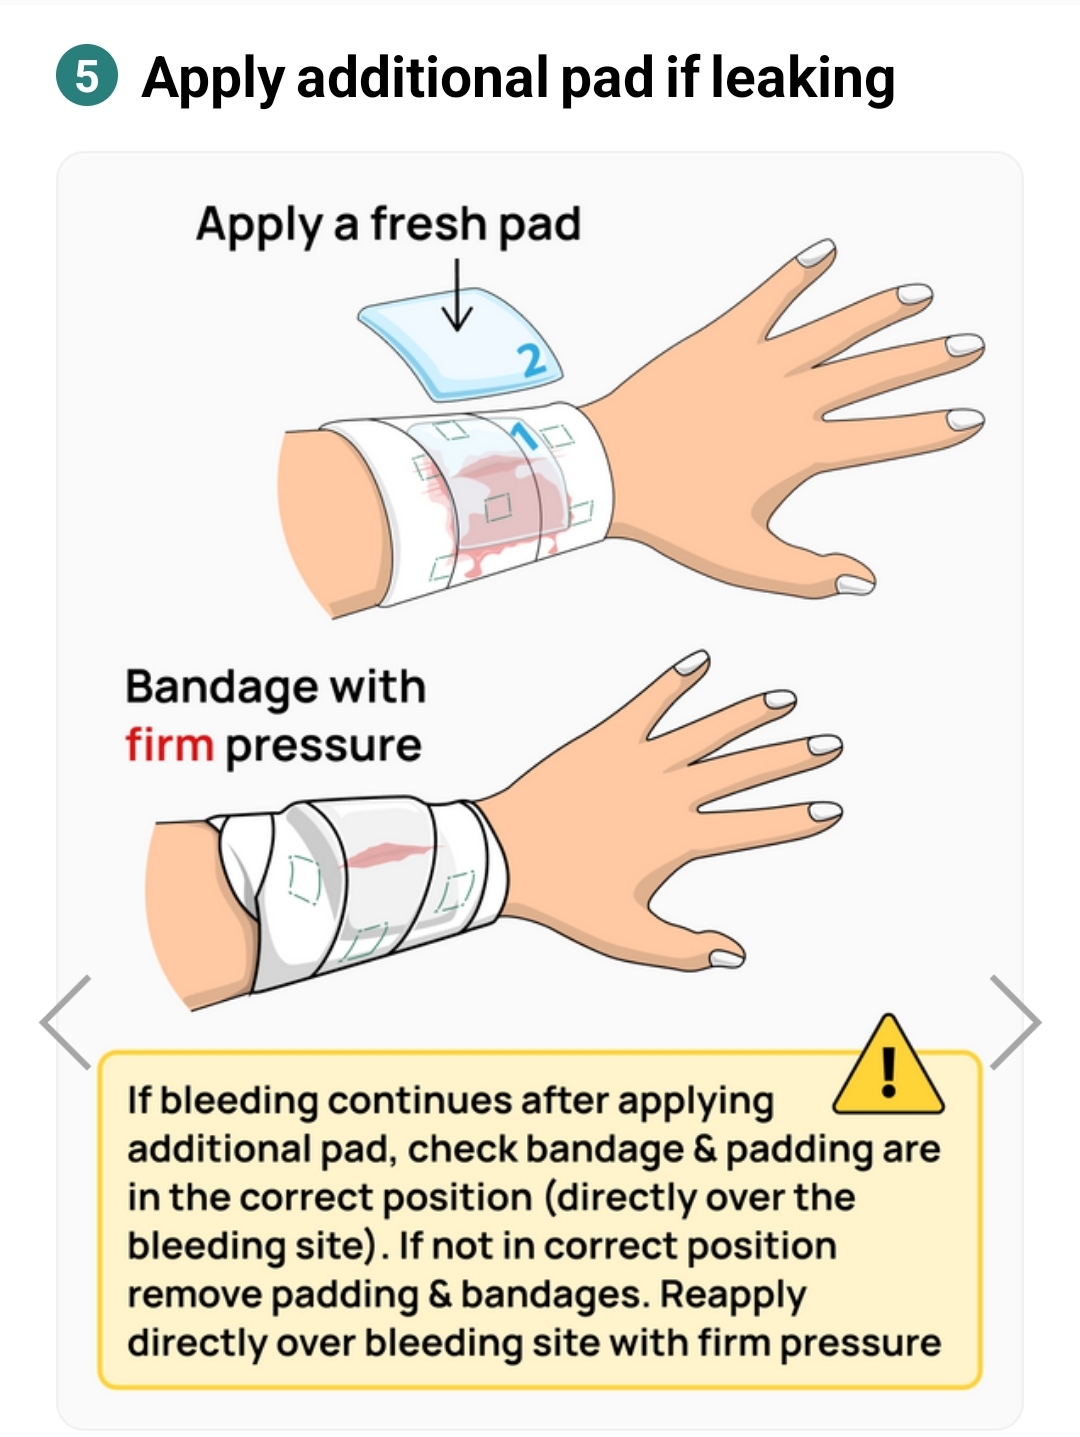 5 Apply additional pad if leaking
Apply a fresh pad
2
1
Bandage with
firm pressure
!
If bleeding continues after applying
additional pad, check bandage & padding are
in the correct position (directly over the
bleeding site). If not in correct position
remove padding & bandages. Reapply
directly over bleeding site with firm pressure